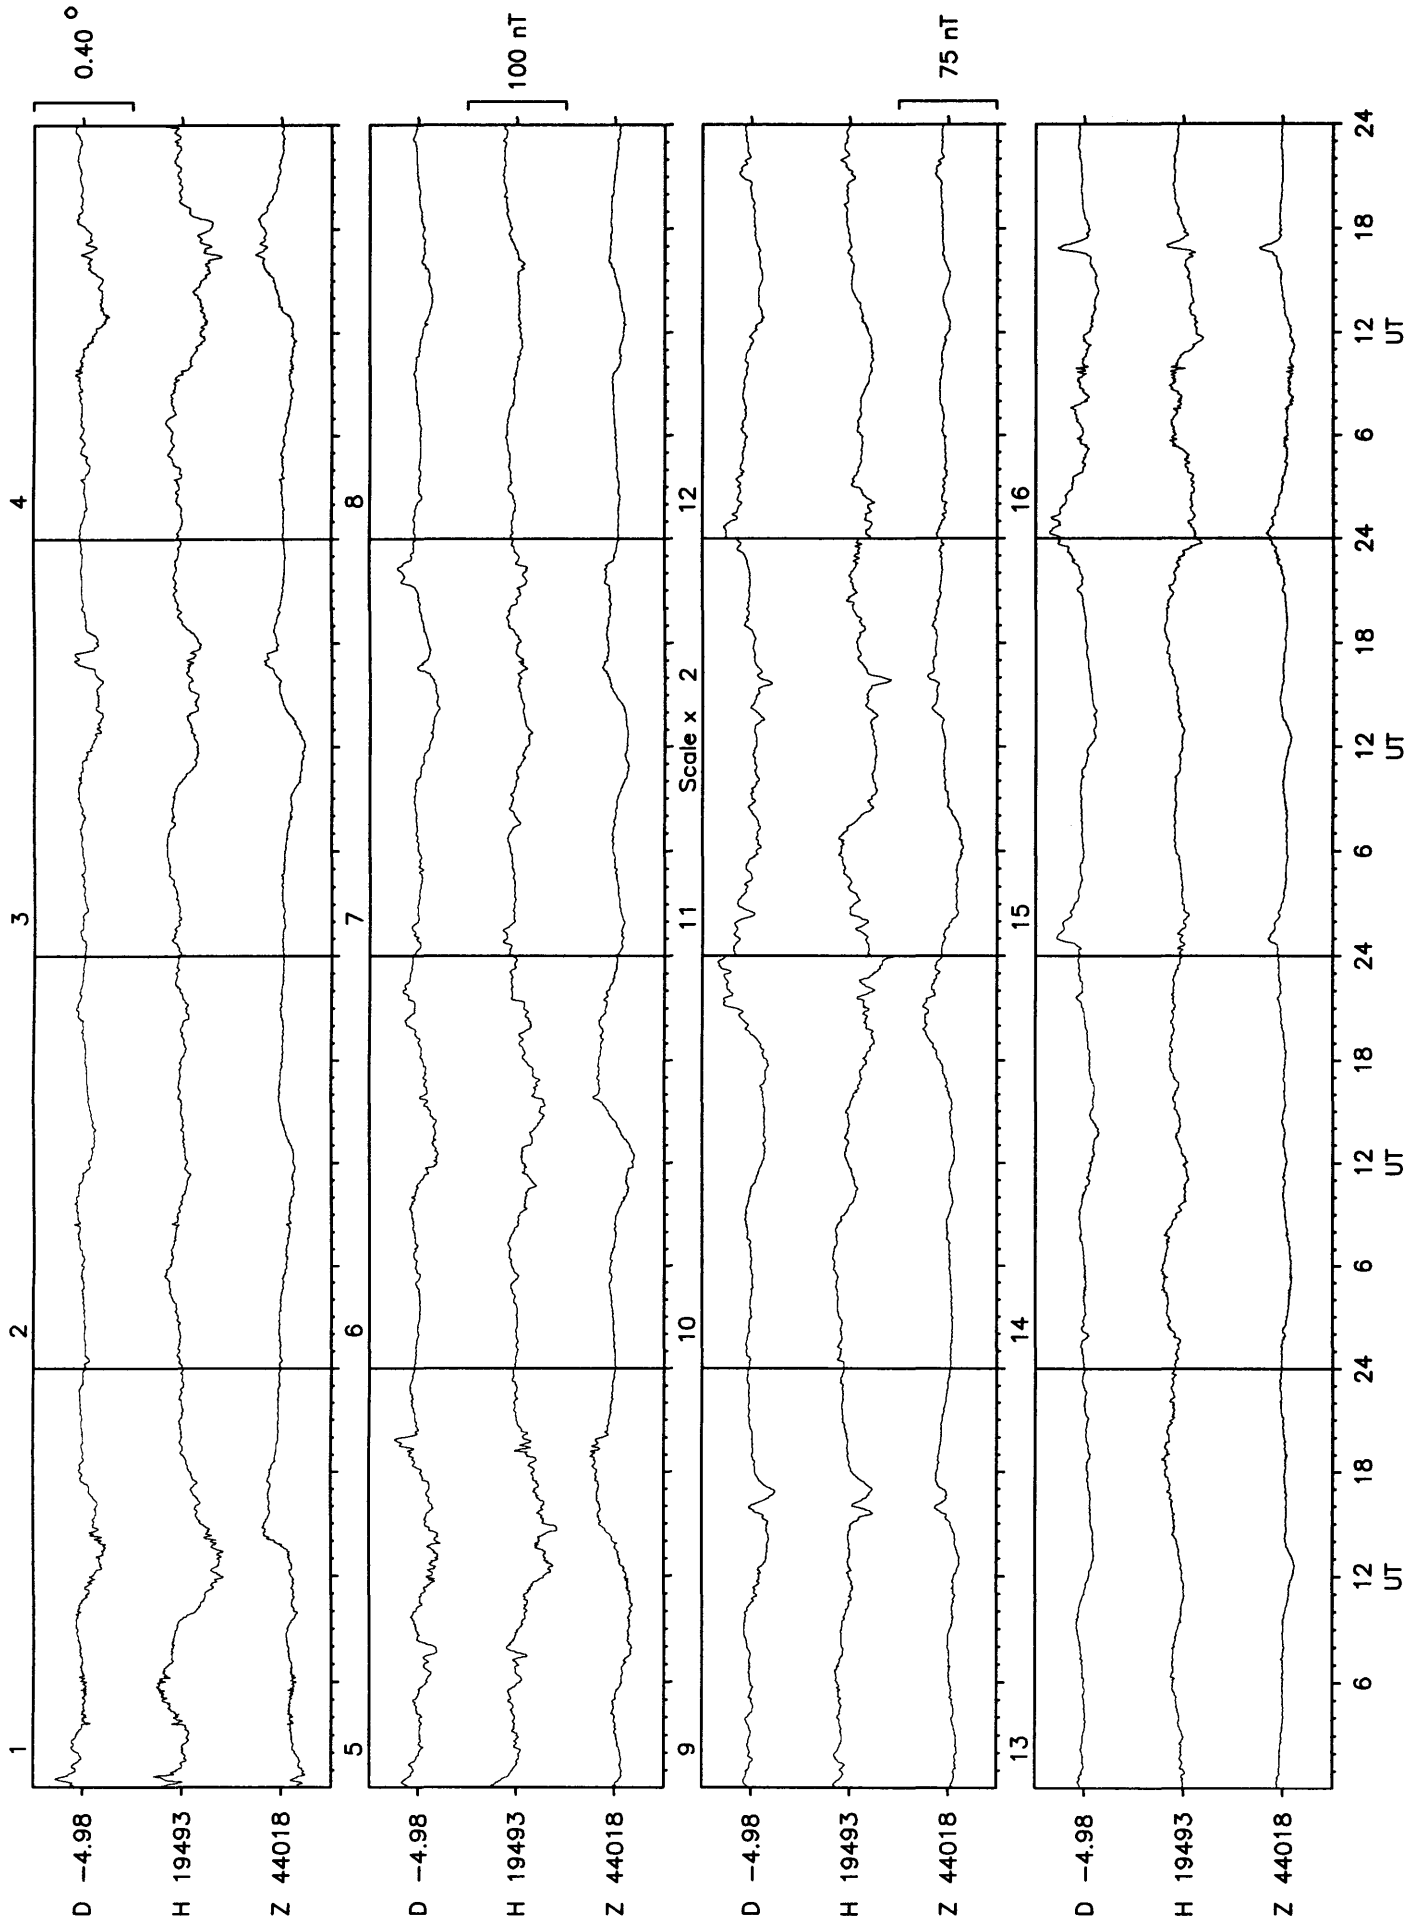 1 2 3 4
D −4.98
H 19493
Z 44018
0.40 °
5 6 7 8
D −4.98
H 19493
Z 44018
100 nT
9 10 11 12
Scale x 2
D −4.98
H 19493
Z 44018
75 nT
13 14 15 16
D −4.98
H 19493
Z 44018
6 12 18 24 6 12 18 24 6 12 18 24 6 12 18 24
UT UT UT UT